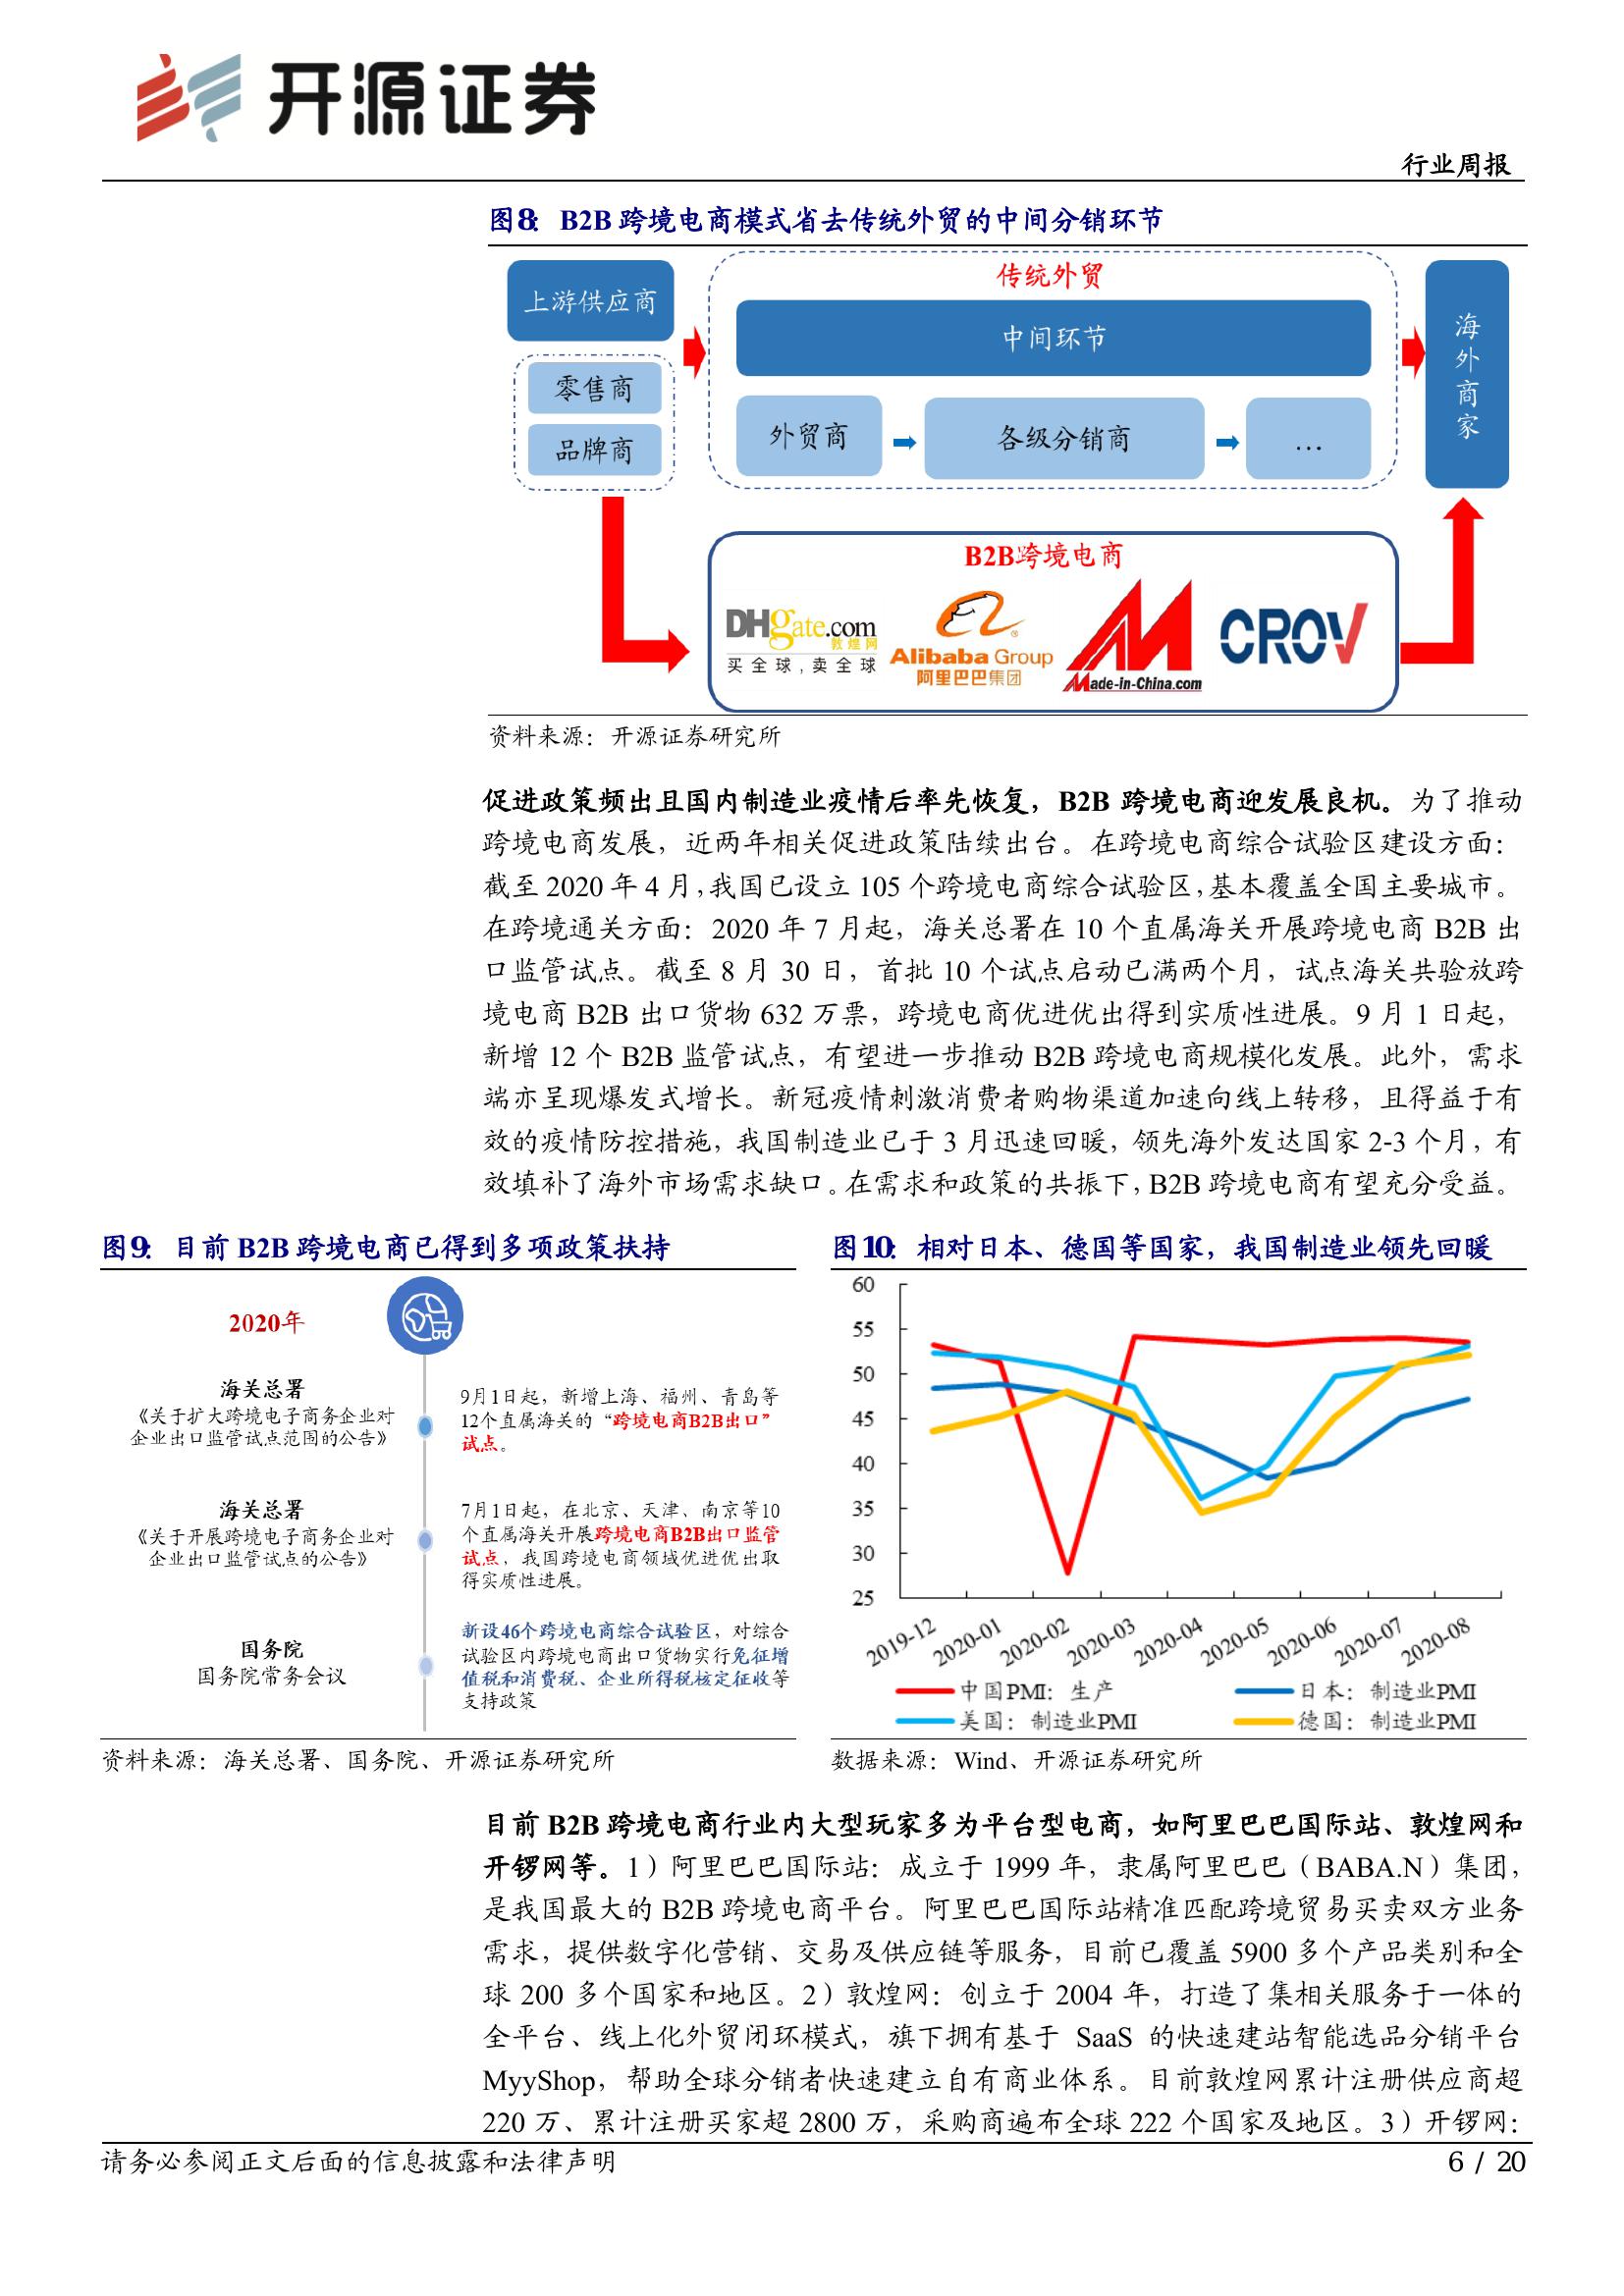 开源证券
行业周报
图8: B2B 跨境电商模式省去传统外贸的中间分销环节
上游供应商
零售商
品牌商
传统外贸
中间环节
外贸商
各级分销商
...
海外商家
B2B跨境电商
DHgate.com
敦煌网
买全球,卖全球
Alibaba Group
阿里巴巴集团
Made-in-China.com
CROV
资料来源：开源证券研究所
促进政策频出且国内制造业疫情后率先恢复，B2B 跨境电商迎发展良机。为了推动
跨境电商发展，近两年相关促进政策陆续出台。在跨境电商综合试验区建设方面：
截至 2020 年 4 月，我国已设立 105 个跨境电商综合试验区，基本覆盖全国主要城市。
在跨境通关方面：2020 年 7 月起，海关总署在 10 个直属海关开展跨境电商 B2B 出
口监管试点。截至 8 月 30 日，首批 10 个试点启动已满两个月，试点海关共验放跨
境电商 B2B 出口货物 632 万票，跨境电商优进优出得到实质性进展。9 月 1 日起，
新增 12 个 B2B 监管试点，有望进一步推动 B2B 跨境电商规模化发展。此外，需求
端亦呈现爆发式增长。新冠疫情刺激消费者购物渠道加速向线上转移，且得益于有
效的疫情防控措施，我国制造业已于 3 月迅速回暖，领先海外发达国家 2-3 个月，有
效填补了海外市场需求缺口。在需求和政策的共振下，B2B 跨境电商有望充分受益。
图9: 目前 B2B 跨境电商已得到多项政策扶持
2020年
海关总署
《关于扩大跨境电子商务企业对
企业出口监管试点范围的公告》
9月1日起，新增上海、福州、青岛等
12个直属海关的“跨境电商B2B出口”
试点。
海关总署
《关于开展跨境电子商务企业对
企业出口监管试点的公告》
7月1日起，在北京、天津、南京等10
个直属海关开展跨境电商B2B出口监管
试点，我国跨境电商领域优进优出取
得实质性进展。
国务院
国务院常务会议
新设46个跨境电商综合试验区，对综合
试验区内跨境电商出口货物实行免征增
值税和消费税、企业所得税核定征收等
支持政策
资料来源：海关总署、国务院、开源证券研究所
图10: 相对日本、德国等国家，我国制造业领先回暖
60
55
50
45
40
35
30
25
2019-12 2020-01 2020-02 2020-03 2020-04 2020-05 2020-06 2020-07 2020-08
中国PMI：生产 日本：制造业PMI
美国：制造业PMI 德国：制造业PMI
数据来源：Wind、开源证券研究所
目前 B2B 跨境电商行业内大型玩家多为平台型电商，如阿里巴巴国际站、敦煌网和
开锣网等。1）阿里巴巴国际站：成立于 1999 年，隶属阿里巴巴（BABA.N）集团，
是我国最大的 B2B 跨境电商平台。阿里巴巴国际站精准匹配跨境贸易买卖双方业务
需求，提供数字化营销、交易及供应链等服务，目前已覆盖 5900 多个产品类别和全
球 200 多个国家和地区。2）敦煌网：创立于 2004 年，打造了集相关服务于一体的
全平台、线上化外贸闭环模式，旗下拥有基于 SaaS 的快速建站智能选品分销平台
MyyShop，帮助全球分销者快速建立自有商业体系。目前敦煌网累计注册供应商超
220 万、累计注册买家超 2800 万，采购商遍布全球 222 个国家及地区。3）开锣网：
请务必参阅正文后面的信息披露和法律声明
6 / 20